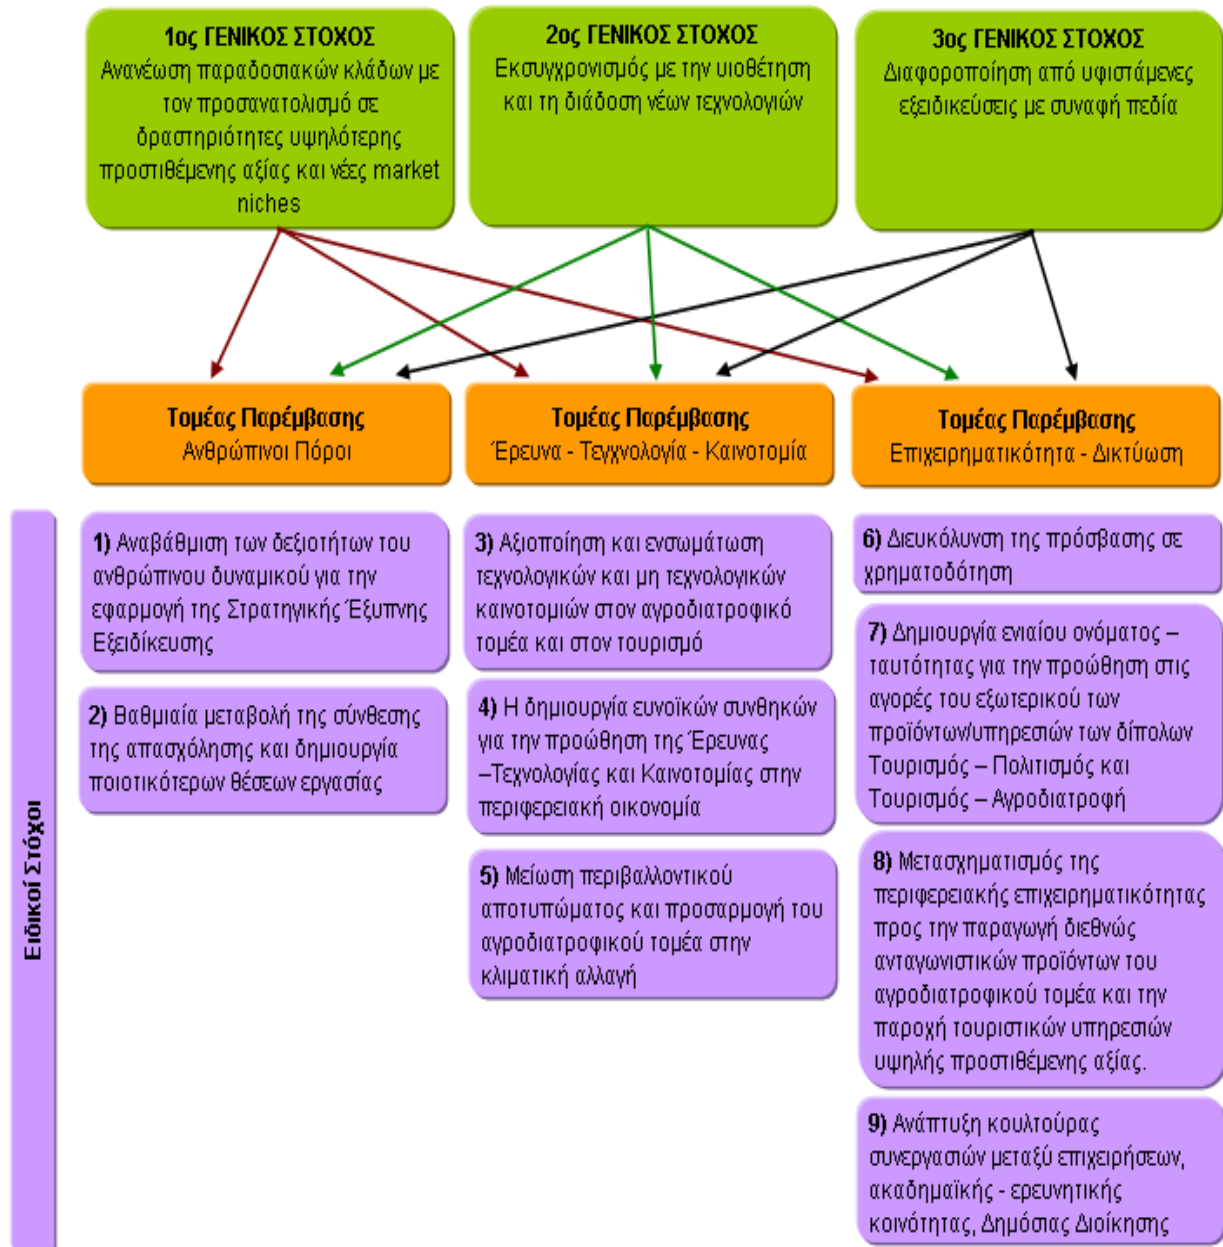 1ος ΓΕΝΙΚΟΣ ΣΤΟΧΟΣ
Ανανέωση παραδοσιακών κλάδων με
τον προσανατολισμό σε
δραστηριότητες υψηλότερης
προστιθέμενης αξίας και νέες market
niches
2ος ΓΕΝΙΚΟΣ ΣΤΟΧΟΣ
Εκσυγχρονισμός με την υιοθέτηση
και τη διάδοση νέων τεχνολογιών
3ος ΓΕΝΙΚΟΣ ΣΤΟΧΟΣ
Διαφοροποίηση από υφιστάμενες
εξειδικεύσεις με συναφή πεδία
Τομέας Παρέμβασης
Ανθρώπινοι Πόροι
Τομέας Παρέμβασης
Έρευνα - Τεγχνολογία - Καινοτομία
Τομέας Παρέμβασης
Επιχειρηματικότητα - Δικτύωση
Ειδικοί Στόχοι
1) Αναβάθμιση των δεξιοτήτων του
ανθρώπινου δυναμικού για την
εφαρμογή της Στρατηγικής Έξυπνης
Εξειδίκευσης
2) Βαθμιαία μεταβολή της σύνθεσης
της απασχόλησης και δημιουργία
ποιοτικότερων θέσεων εργασίας
3) Αξιοποίηση και ενσωμάτωση
τεχνολογικών και μη τεχνολογικών
καινοτομιών στον αγροδιατροφικό
τομέα και στον τουρισμό
4) Η δημιουργία ευνοϊκών συνθηκών
για την προώθηση της Έρευνας
–Τεχνολογίας και Καινοτομίας στην
περιφερειακή οικονομία
5) Μείωση περιβαλλοντικού
αποτυπώματος και προσαρμογή του
αγροδιατροφικού τομέα στην
κλιματική αλλαγή
6) Διευκόλυνση της πρόσβασης σε
χρηματοδότηση
7) Δημιουργία ενιαίου ονόματος –
ταυτότητας για την προώθηση στις
αγορές του εξωτερικού των
προϊόντων/υπηρεσιών των δίπολων
Τουρισμός – Πολιτισμός και
Τουρισμός – Αγροδιατροφή
8) Μετασχηματισμός της
περιφερειακής επιχειρηματικότητας
προς την παραγωγή διεθνώς
ανταγωνιστικών προϊόντων του
αγροδιατροφικού τομέα και την
παροχή τουριστικών υπηρεσιών
υψηλής προστιθέμενης αξίας.
9) Ανάπτυξη κουλτούρας
συνεργασιών μεταξύ επιχειρήσεων,
ακαδημαϊκής - ερευνητικής
κοινότητας, Δημόσιας Διοίκησης